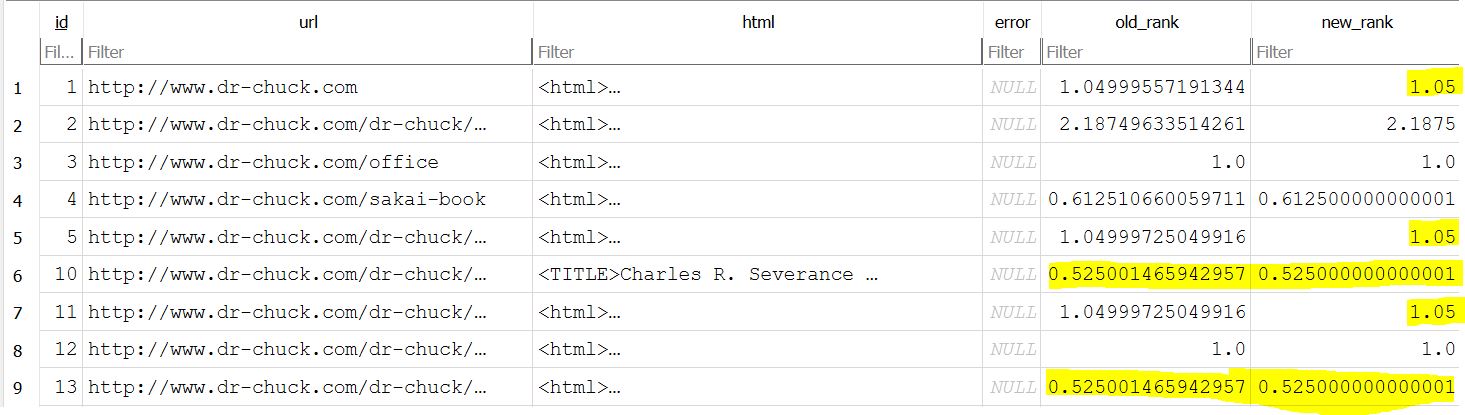 id url html error old_rank new_rank
Fil... Filter Filter Filter Filter Filter
1 1 http://www.dr-chuck.com <html>… NULL 1.04999557191344 1.05
2 2 http://www.dr-chuck.com/dr-chuck/… <html>… NULL 2.18749633514261 2.1875
3 3 http://www.dr-chuck.com/office <html>… NULL 1.0 1.0
4 4 http://www.dr-chuck.com/sakai-book <html>… NULL 0.612510660059711 0.612500000000001
5 5 http://www.dr-chuck.com/dr-chuck/… <html>… NULL 1.04999725049916 1.05
6 10 http://www.dr-chuck.com/dr-chuck/… <TITLE>Charles R. Severance … NULL 0.525001465942957 0.525000000000001
7 11 http://www.dr-chuck.com/dr-chuck/… <html>… NULL 1.04999725049916 1.05
8 12 http://www.dr-chuck.com/dr-chuck/… <html>… NULL 1.0 1.0
9 13 http://www.dr-chuck.com/dr-chuck/… <html>… NULL 0.525001465942957 0.525000000000001